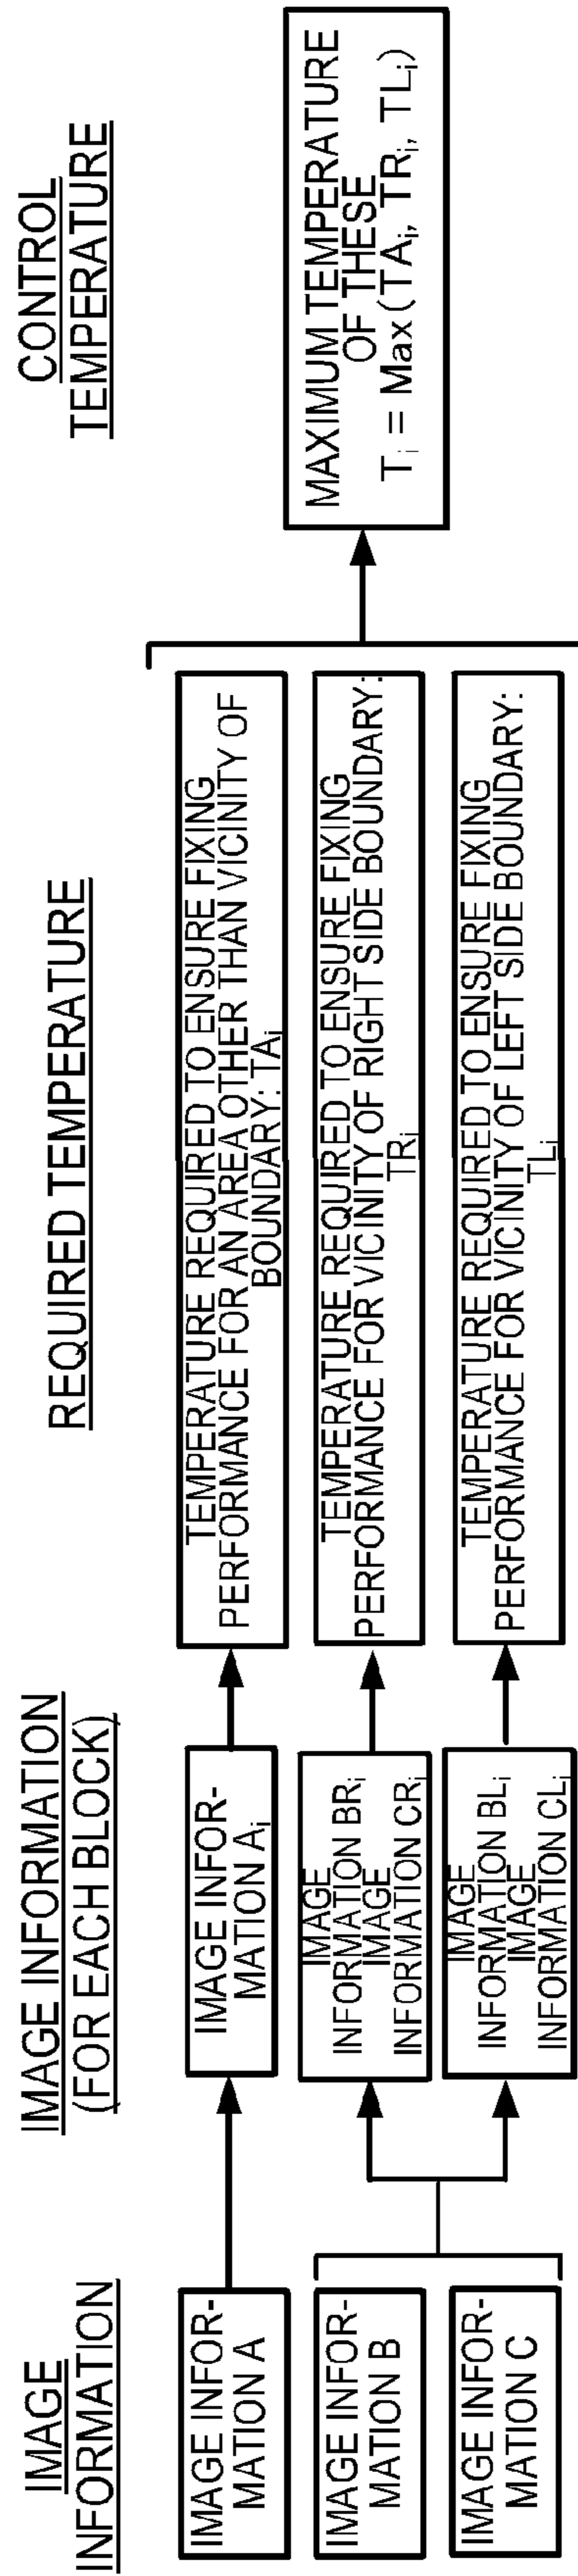 IMAGE
INFORMATION
IMAGE INFOR-
MATION A
IMAGE INFOR-
MATION B
IMAGE INFOR-
MATION C
IMAGE INFORMATION
(FOR EACH BLOCK)
IMAGE INFOR-
MATION Aᵢ
IMAGE
INFORMATION BRᵢ
IMAGE
INFORMATION CRᵢ
IMAGE
INFORMATION BLᵢ
IMAGE
INFORMATION CLᵢ
REQUIRED TEMPERATURE
TEMPERATURE REQUIRED TO ENSURE FIXING
PERFORMANCE FOR AN AREA OTHER THAN VICINITY OF
BOUNDARY: TAᵢ
TEMPERATURE REQUIRED TO ENSURE FIXING
PERFORMANCE FOR VICINITY OF RIGHT SIDE BOUNDARY:
TRᵢ
TEMPERATURE REQUIRED TO ENSURE FIXING
PERFORMANCE FOR VICINITY OF LEFT SIDE BOUNDARY:
TLᵢ
CONTROL
TEMPERATURE
MAXIMUM TEMPERATURE
OF THESE
Tᵢ = Max(TAᵢ, TRᵢ, TLᵢ)